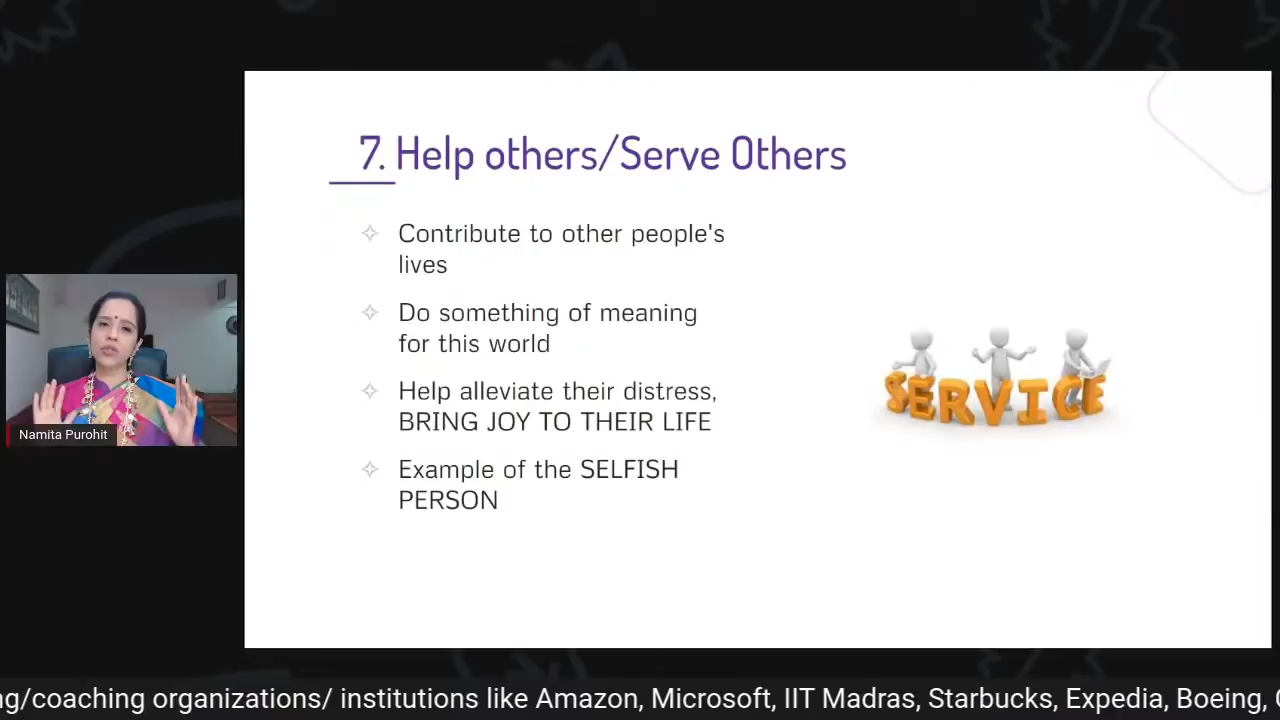 7. Help others/Serve Others
Contribute to other people's
lives
Do something of meaning
for this world
Help alleviate their distress,
BRING JOY TO THEIR LIFE
Example of the SELFISH
PERSON
SERVICE
Namita Purohit
ng/coaching organizations/ institutions like Amazon, Microsoft, IIT Madras, Starbucks, Expedia, Boeing,